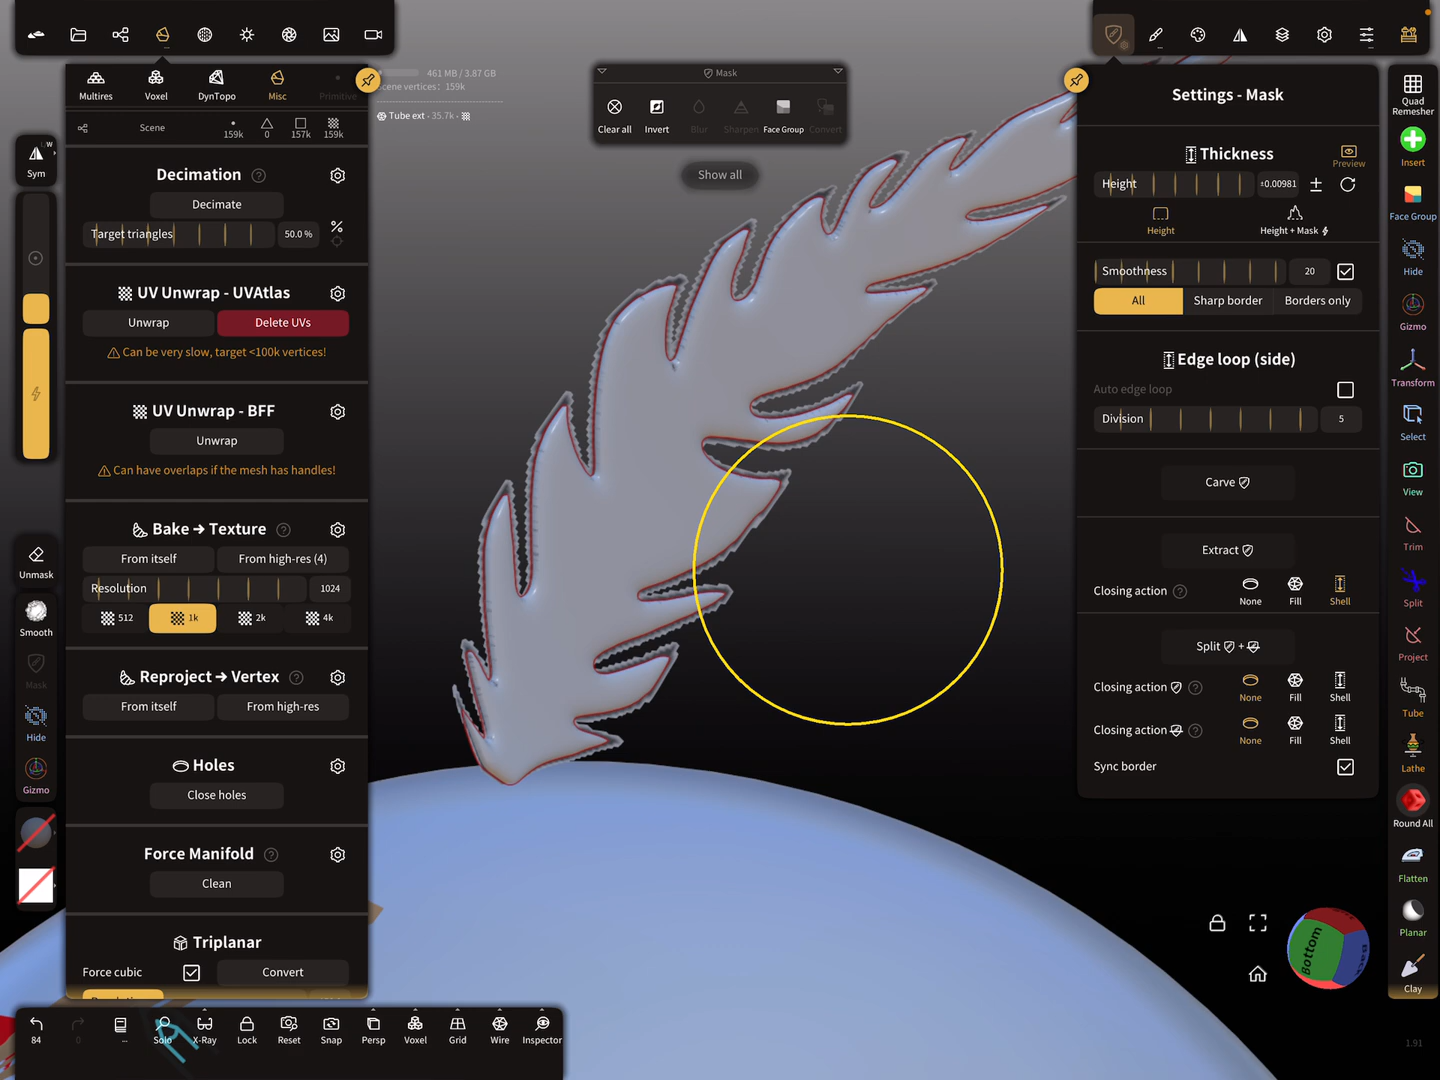 461 MB / 3.87 GB
Scene vertices: 159k
Tube ext - 35.7k
Multires
Voxel
DynTopo
Misc
Primitive
Scene
159k
0
157k
159k
Decimation
Decimate
Target triangles
50.0 %
%
UV Unwrap - UVAtlas
Unwrap
Delete UVs
Can be very slow, target <100k vertices!
UV Unwrap - BFF
Unwrap
Can have overlaps if the mesh has handles!
Bake → Texture
From itself
From high-res (4)
Resolution
1024
512
1k
2k
4k
Reproject → Vertex
From itself
From high-res
Holes
Close holes
Force Manifold
Clean
Triplanar
Force cubic
Convert
Sym
Unmask
Smooth
Mask
Hide
Gizmo
Mask
Clear all
Invert
Blur
Sharpen
Face Group
Convert
Show all
Settings - Mask
Thickness
Preview
Height
±0.00981
Height
Height + Mask
Smoothness
20
All
Sharp border
Borders only
Edge loop (side)
Auto edge loop
Division
5
Carve
Extract
Closing action
None
Fill
Shell
Split +
Closing action
None
Fill
Shell
Closing action
None
Fill
Shell
Sync border
Quad Remesher
Insert
Face Group
Hide
Gizmo
Transform
Select
View
Trim
Split
Project
Tube
Lathe
Round All
Flatten
Planar
Clay
Bottom
Back
84
0
...
Solo
X-Ray
Lock
Reset
Snap
Persp
Voxel
Grid
Wire
Inspector
1.91